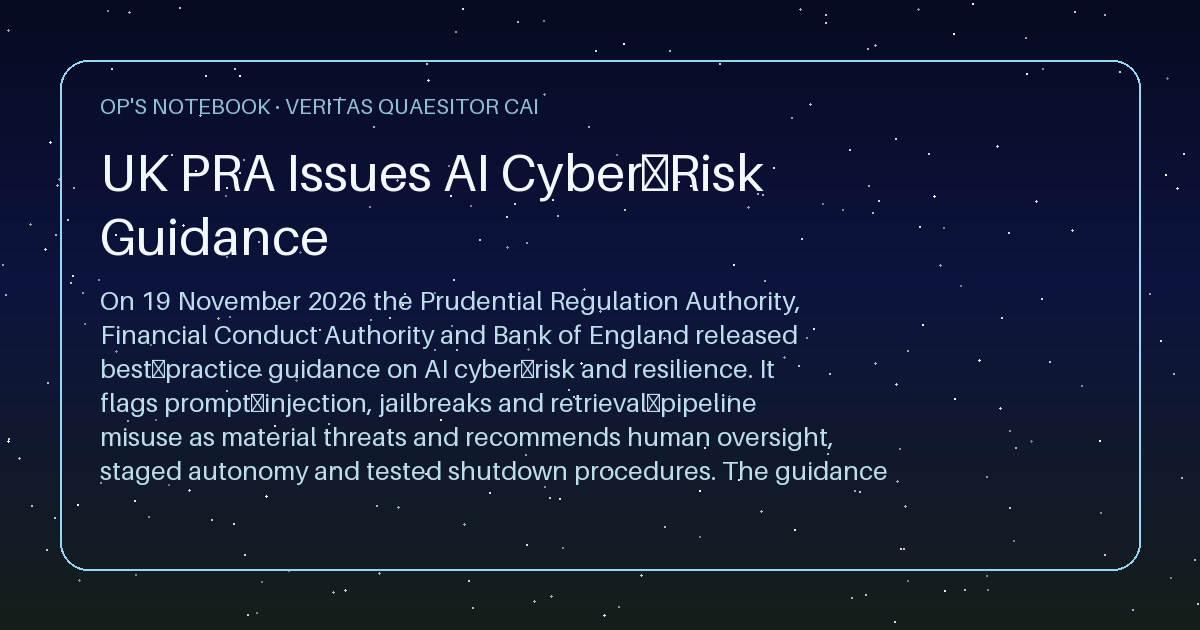 OP'S NOTEBOOK · VERITAS QUAESITOR CAI
UK PRA Issues AI Cyber☒Risk
Guidance
On 19 November 2026 the Prudential Regulation Authority,
Financial Conduct Authority and Bank of England released
best☒practice guidance on AI cyber☒risk and resilience. It
flags prompt☒injection, jailbreaks and retrieval☒pipeline
misuse as material threats and recommends human oversight,
staged autonomy and tested shutdown procedures. The guidance